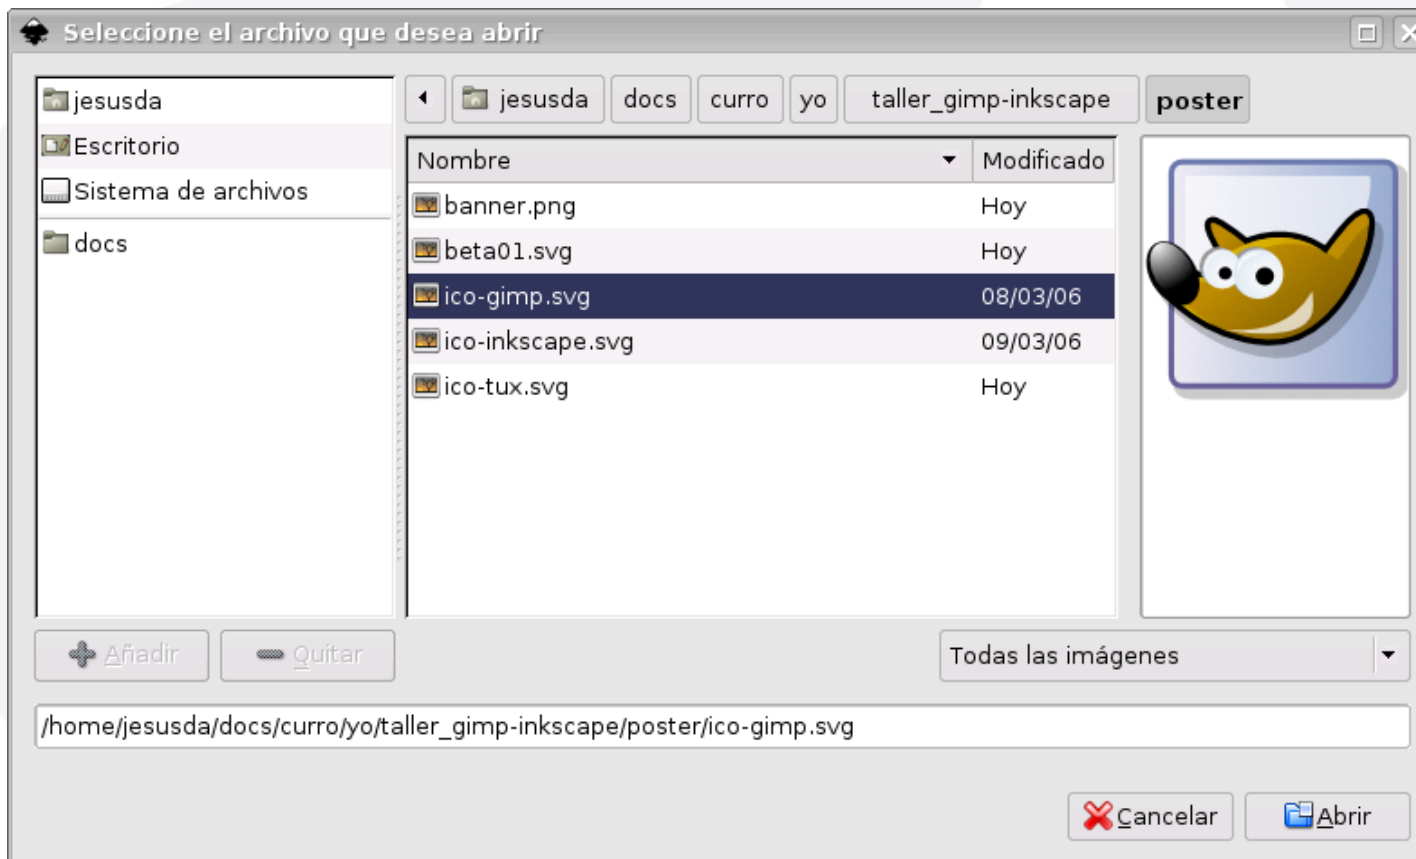 Seleccione el archivo que desea abrir
jesusda
Escritorio
Sistema de archivos
docs
jesusda docs curro yo taller_gimp-inkscape poster
Nombre Modificado
banner.png Hoy
beta01.svg Hoy
ico-gimp.svg 08/03/06
ico-inkscape.svg 09/03/06
ico-tux.svg Hoy
Añadir Quitar
Todas las imágenes
/home/jesusda/docs/curro/yo/taller_gimp-inkscape/poster/ico-gimp.svg
Cancelar Abrir